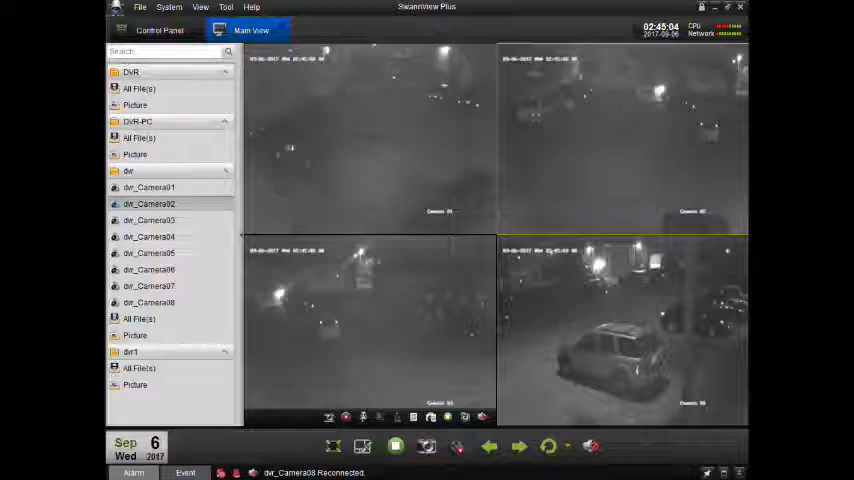 File System View Tool Help
SwannView Plus
Control Panel
Main View
02:45:04
2017-09-06
CPU
Network
Search...
DVR
All File(s)
Picture
DVR-PC
All File(s)
Picture
dvr
dvr_Camera01
dvr_Camera02
dvr_Camera03
dvr_Camera04
dvr_Camera05
dvr_Camera06
dvr_Camera07
dvr_Camera08
All File(s)
Picture
dvr1
All File(s)
Picture
Sep 6
Wed 2017
Alarm
Event
dvr_Camera08 Reconnected.